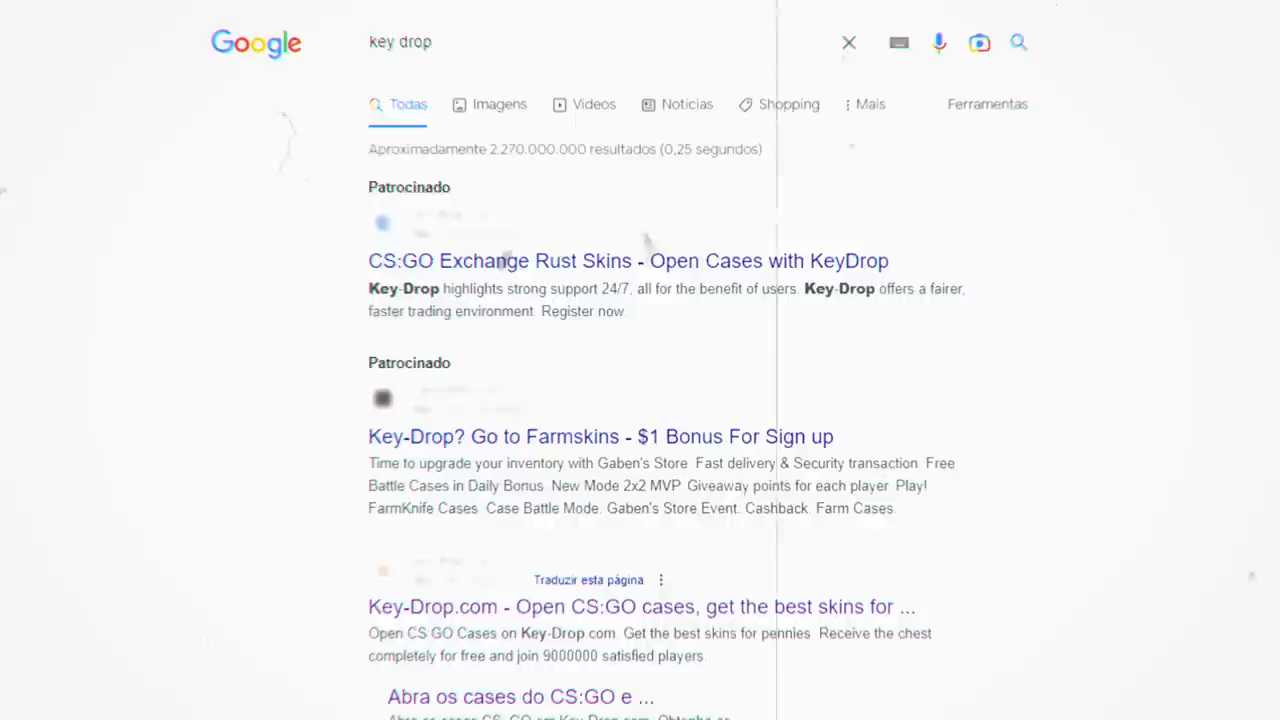 Google
key drop
Todas
Imagens
Vídeos
Notícias
Shopping
Mais
Ferramentas
Aproximadamente 2.270.000.000 resultados (0,25 segundos)
Patrocinado
CS:GO Exchange Rust Skins - Open Cases with KeyDrop
Key-Drop highlights strong support 24/7, all for the benefit of users. Key-Drop offers a fairer,
faster trading environment. Register now.
Patrocinado
Key-Drop? Go to Farmskins - $1 Bonus For Sign up
Time to upgrade your inventory with Gaben's Store. Fast delivery & Security transaction. Free
Battle Cases in Daily Bonus. New Mode 2x2 MVP. Giveaway points for each player. Play!
FarmKnife Cases. Case Battle Mode. Gaben's Store Event. Cashback. Farm Cases.
Traduzir esta página
Key-Drop.com - Open CS:GO cases, get the best skins for ...
Open CS:GO Cases on Key-Drop.com. Get the best skins for pennies. Receive the chest
completely for free and join 9000000 satisfied players.
Abra os cases do CS:GO e ...